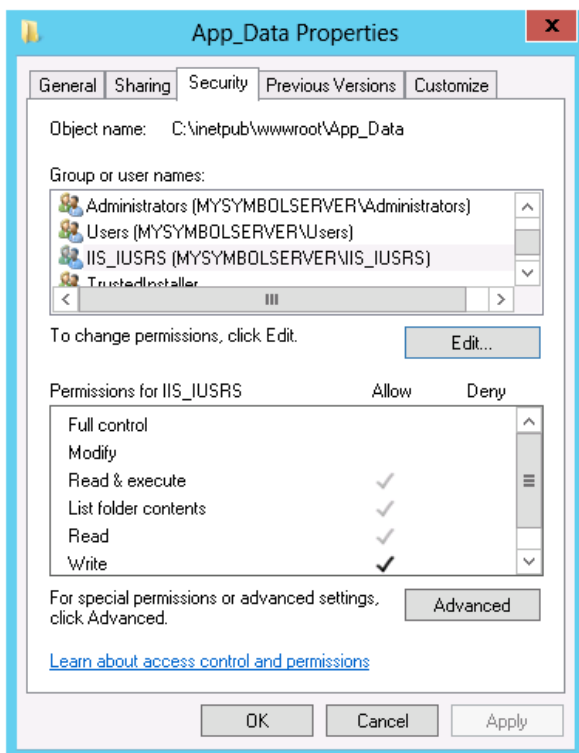 App_Data Properties
x
General Sharing Security Previous Versions Customize
Object name: C:\inetpub\wwwroot\App_Data
Group or user names:
Administrators (MYSYMBOLSERVER\Administrators)
Users (MYSYMBOLSERVER\Users)
IIS_IUSRS (MYSYMBOLSERVER\IIS_IUSRS)
TrustedInstaller
To change permissions, click Edit.
Edit...
Permissions for IIS_IUSRS Allow Deny
Full control
Modify
Read & execute
List folder contents
Read
Write
For special permissions or advanced settings,
click Advanced.
Advanced
Learn about access control and permissions
OK Cancel Apply